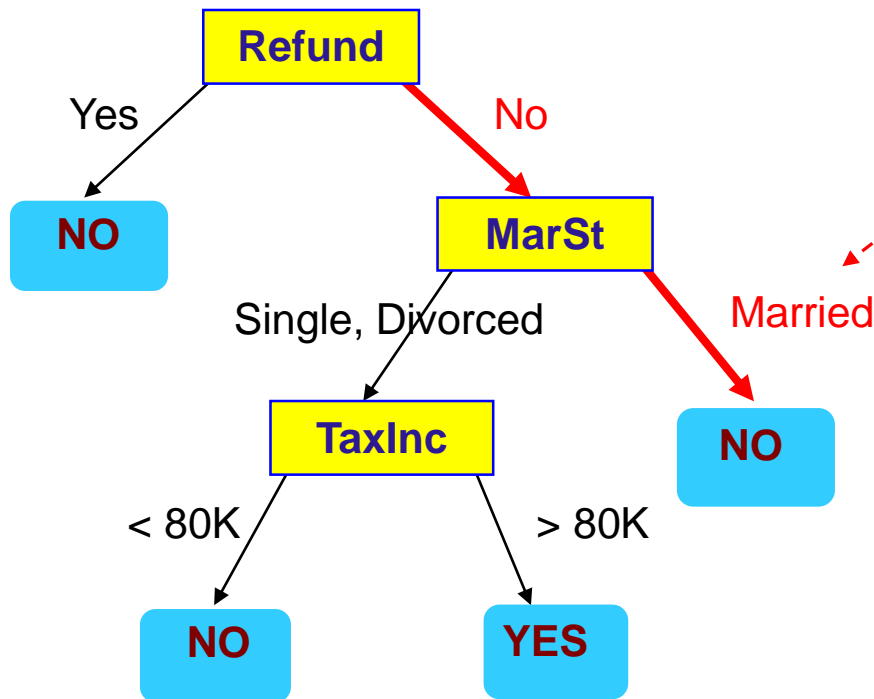 Refund
Yes
No
NO
MarSt
Single, Divorced
Married
TaxInc
NO
< 80K
> 80K
NO
YES